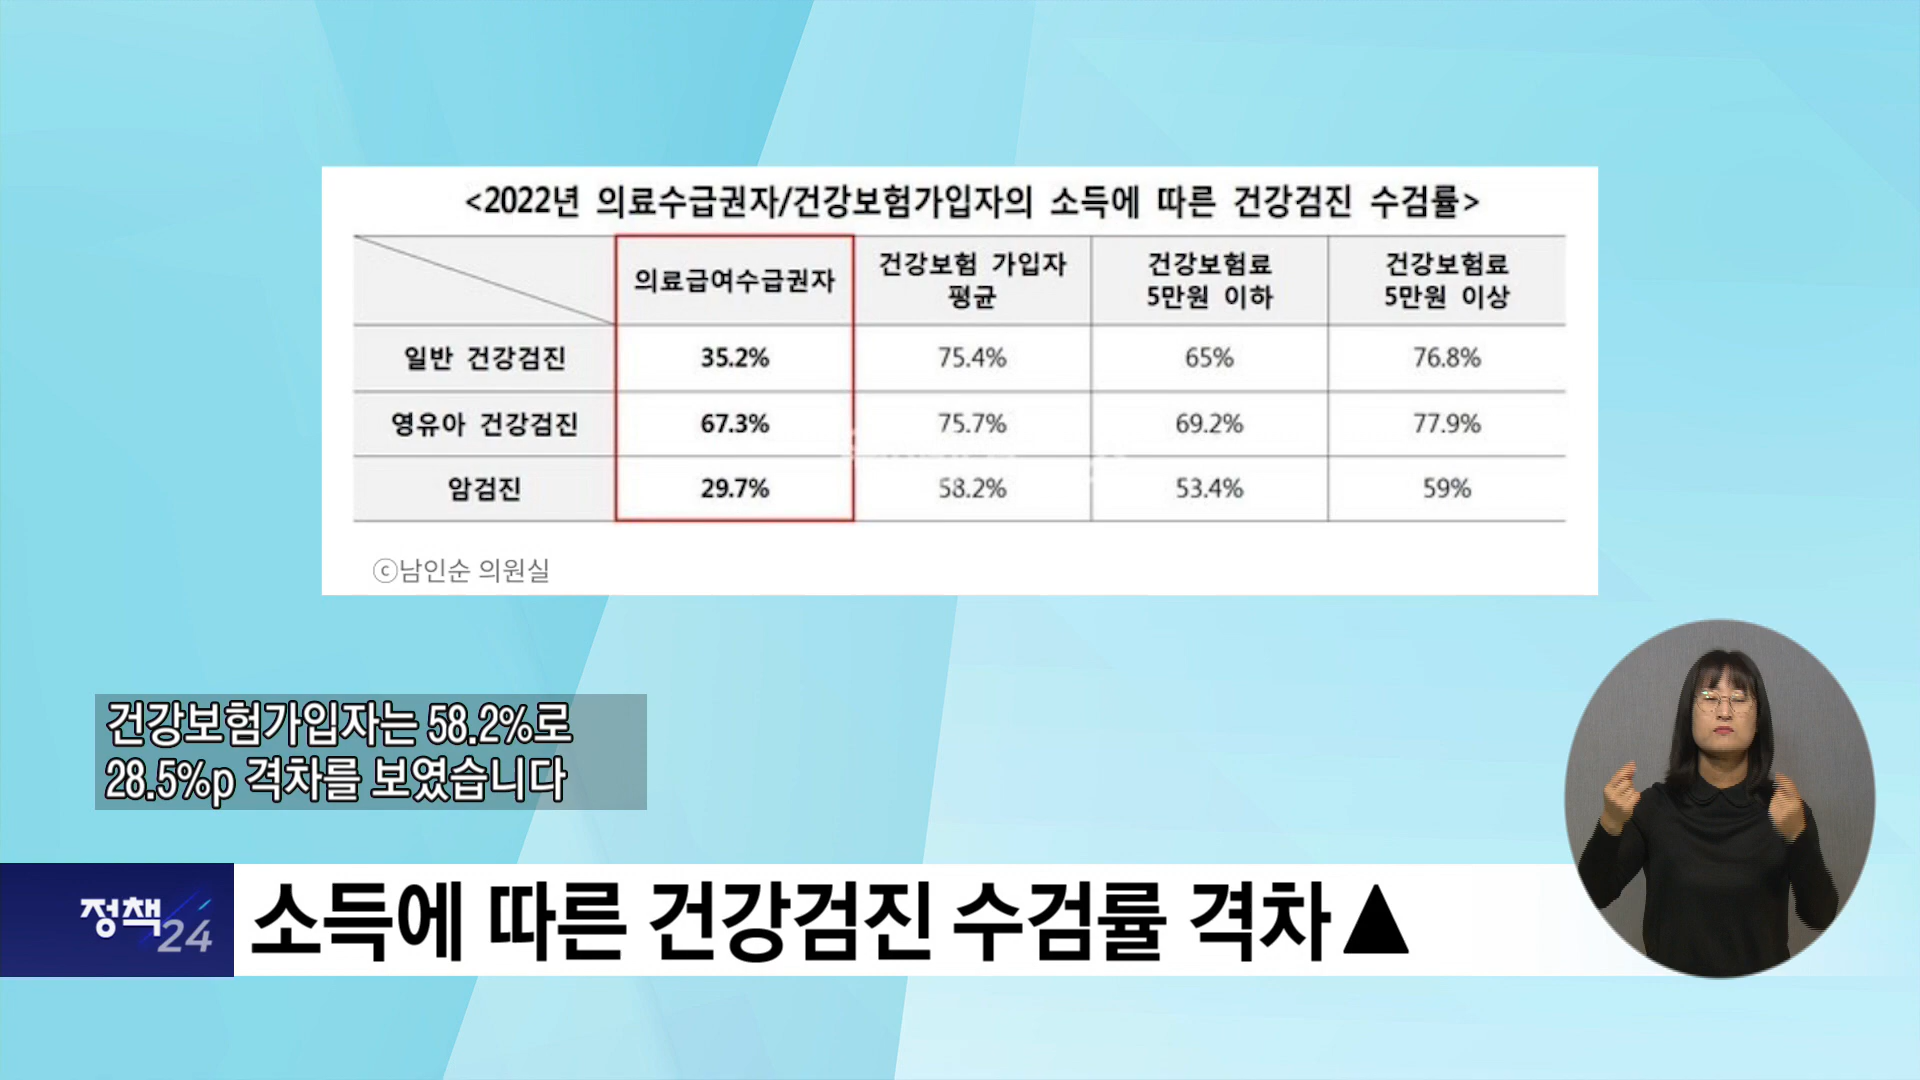 <2022년 의료수급권자/건강보험가입자의 소득에 따른 건강검진 수검률>
의료급여수급권자
건강보험 가입자
평균
건강보험료
5만원 이하
건강보험료
5만원 이상
일반 건강검진 35.2% 75.4% 65% 76.8%
영유아 건강검진 67.3% 75.7% 69.2% 77.9%
암검진 29.7% 58.2% 53.4% 59%
ⓒ남인순 의원실
건강보험가입자는 58.2%로
28.5%p 격차를 보였습니다
정책24
소득에 따른 건강검진 수검률 격차▲